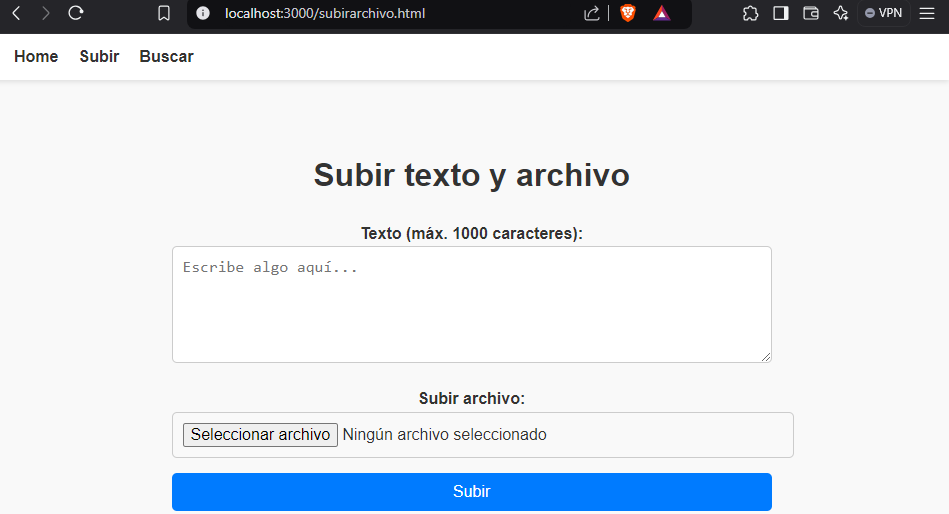 localhost:3000/subirarchivo.html
VPN
Home Subir Buscar
Subir texto y archivo
Texto (máx. 1000 caracteres):
Escribe algo aquí...
Subir archivo:
Seleccionar archivo Ningún archivo seleccionado
Subir